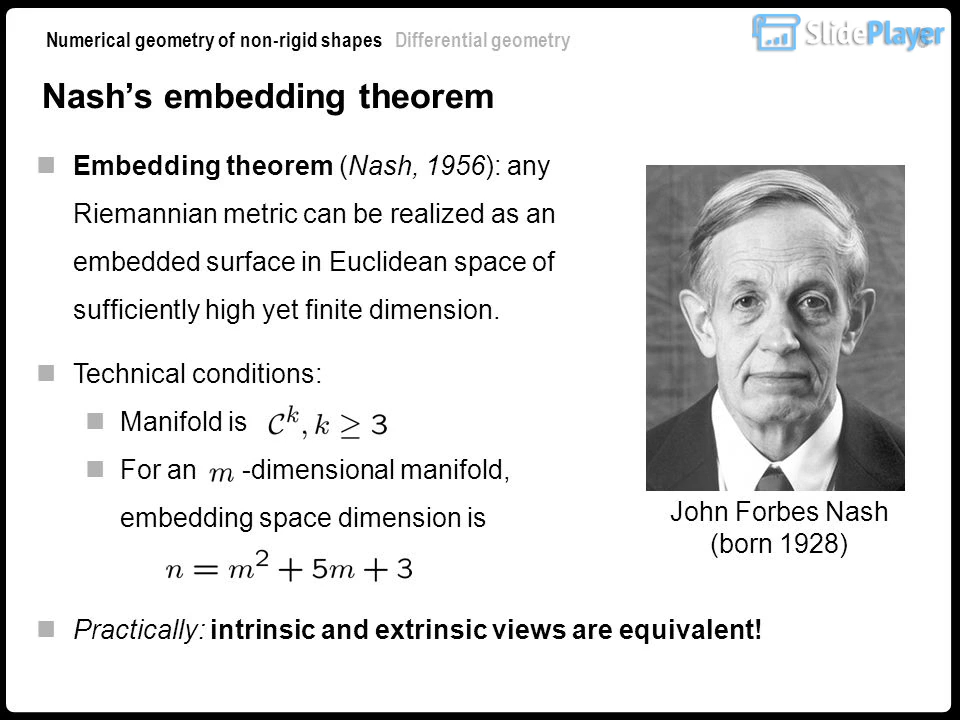 Numerical geometry of non-rigid shapes Differential geometry
SlidePlayer
Nash’s embedding theorem
Embedding theorem (Nash, 1956): any
Riemannian metric can be realized as an
embedded surface in Euclidean space of
sufficiently high yet finite dimension.
Technical conditions:
Manifold is C^k, k ≥ 3
For an m -dimensional manifold,
embedding space dimension is
n = m² + 5m + 3
Practically: intrinsic and extrinsic views are equivalent!
John Forbes Nash
(born 1928)